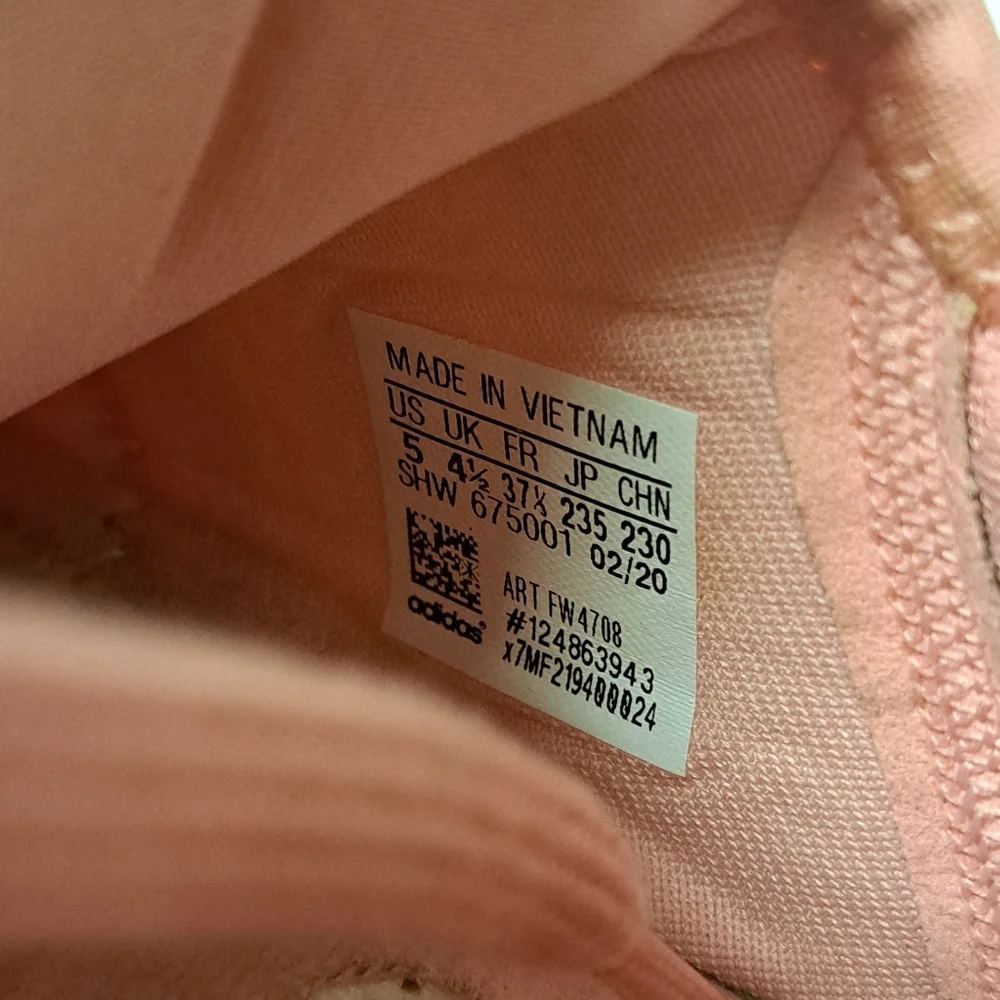 MADE IN VIETNAM
US UK FR JP CHN
5 4½ 37⅓ 235 230
SHW 675001 02/20
ART FW4708
#124863943
x7MF219400024
adidas